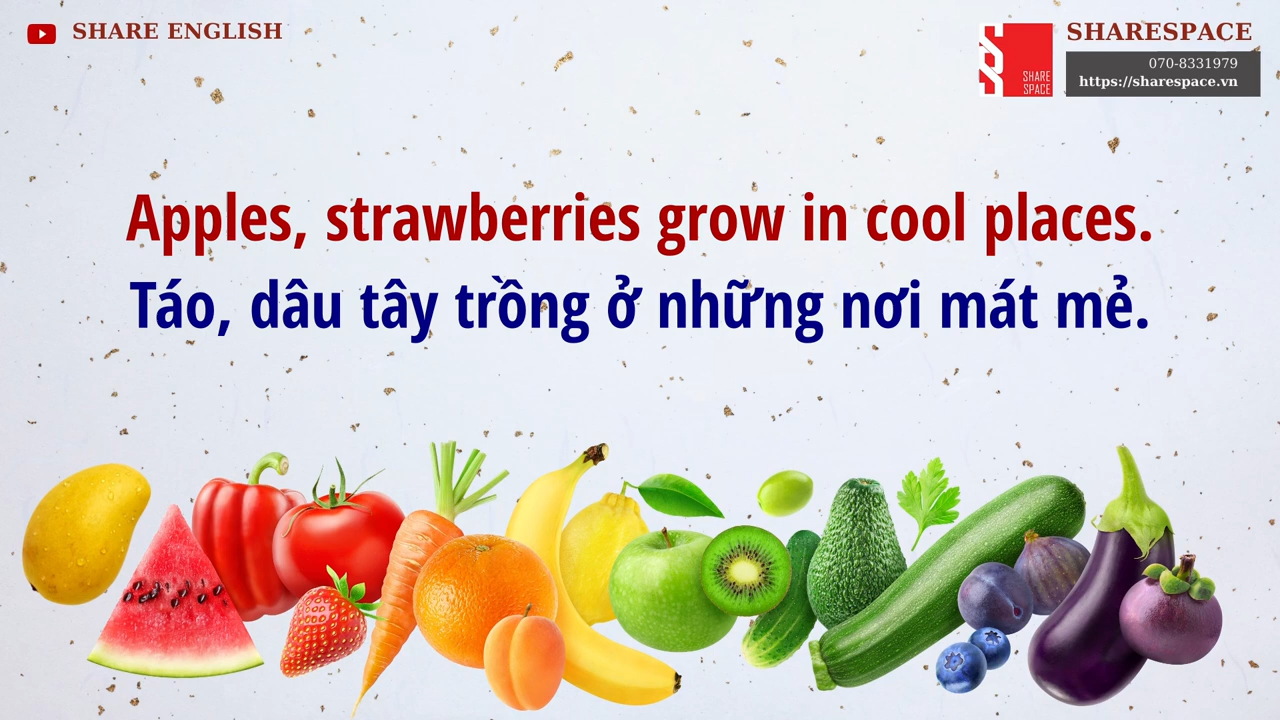 SHARE ENGLISH
SHARESPACE
070-8331979
https://sharespace.vn
SHARE
SPACE
Apples, strawberries grow in cool places.
Táo, dâu tây trồng ở những nơi mát mẻ.